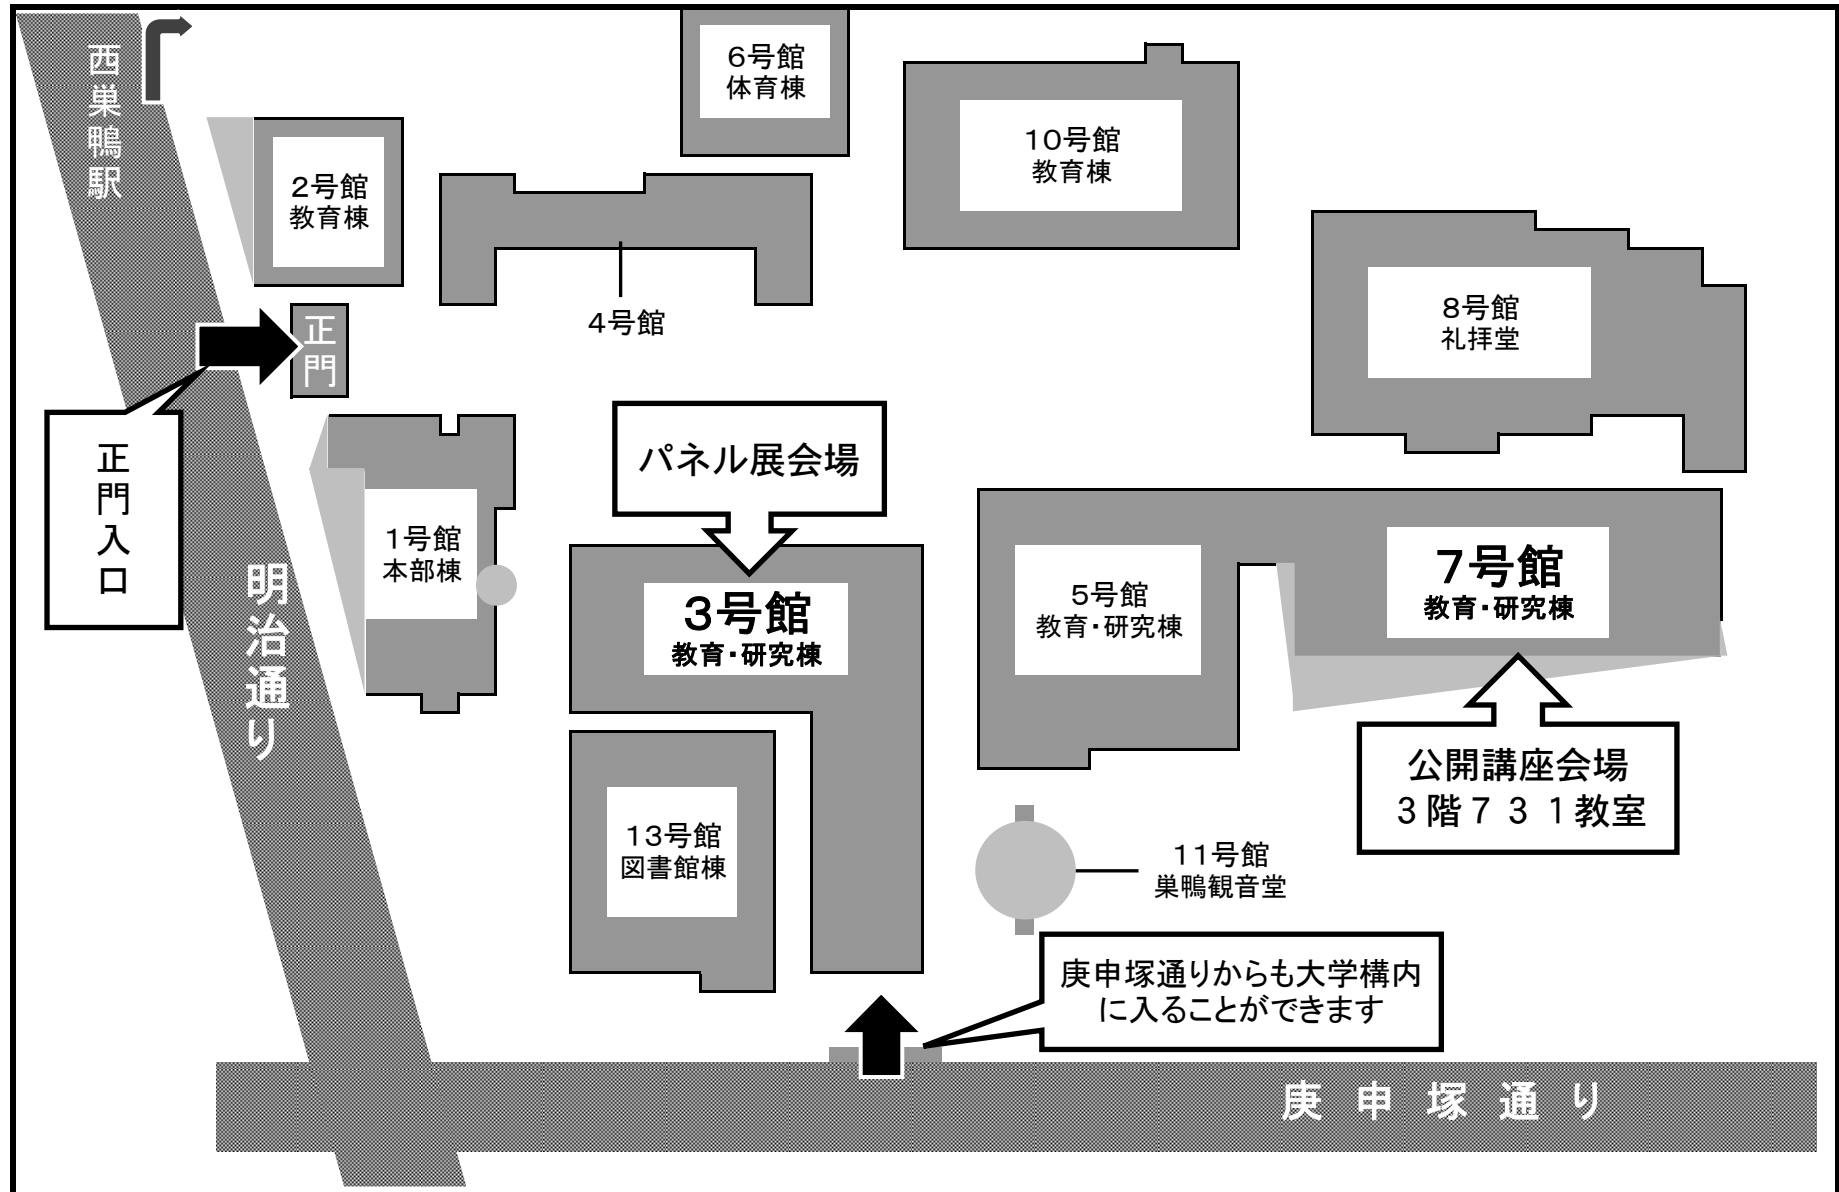 西巣鴨駅
6号館
体育棟
10号館
教育棟
2号館
教育棟
4号館
8号館
礼拝堂
正門
正門入口
パネル展会場
1号館
本部棟
3号館
教育・研究棟
5号館
教育・研究棟
7号館
教育・研究棟
明治通り
公開講座会場
3階731教室
13号館
図書館棟
11号館
巣鴨観音堂
庚申塚通りからも大学構内
に入ることができます
庚申塚通り